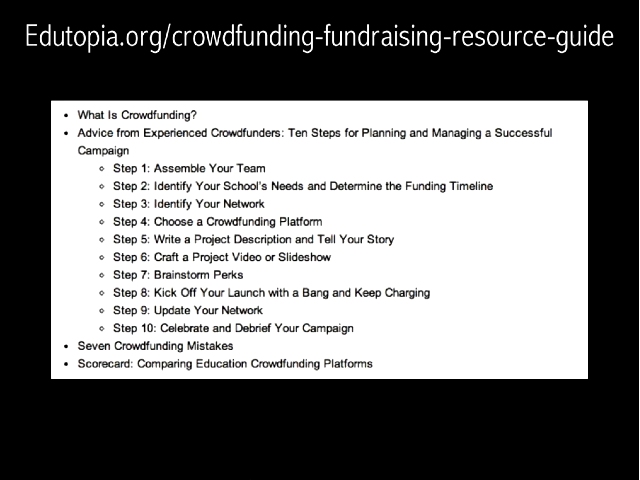 Edutopia.org/crowdfunding-fundraising-resource-guide
• What Is Crowdfunding?
• Advice from Experienced Crowdfunders: Ten Steps for Planning and Managing a Successful
Campaign
◦ Step 1: Assemble Your Team
◦ Step 2: Identify Your School's Needs and Determine the Funding Timeline
◦ Step 3: Identify Your Network
◦ Step 4: Choose a Crowdfunding Platform
◦ Step 5: Write a Project Description and Tell Your Story
◦ Step 6: Craft a Project Video or Slideshow
◦ Step 7: Brainstorm Perks
◦ Step 8: Kick Off Your Launch with a Bang and Keep Charging
◦ Step 9: Update Your Network
◦ Step 10: Celebrate and Debrief Your Campaign
• Seven Crowdfunding Mistakes
• Scorecard: Comparing Education Crowdfunding Platforms